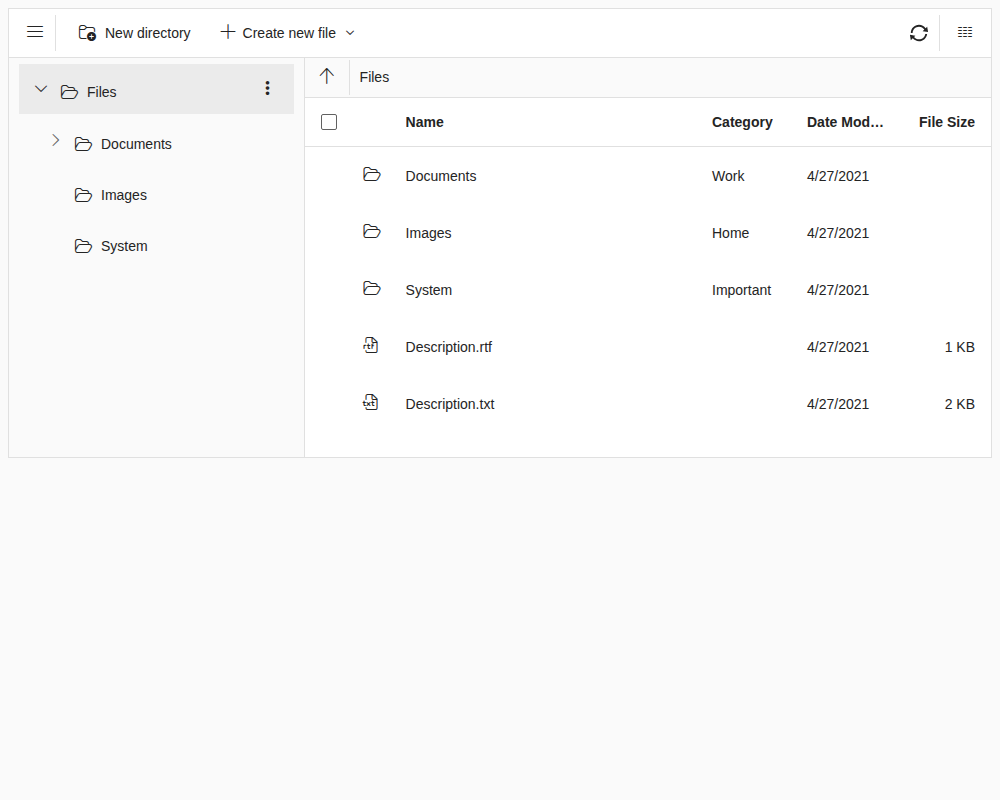 New directory
Create new file
Files
Documents
Images
System
Files
Name Category Date Mod… File Size
Documents Work 4/27/2021
Images Home 4/27/2021
System Important 4/27/2021
rtf Description.rtf 4/27/2021 1 KB
txt Description.txt 4/27/2021 2 KB